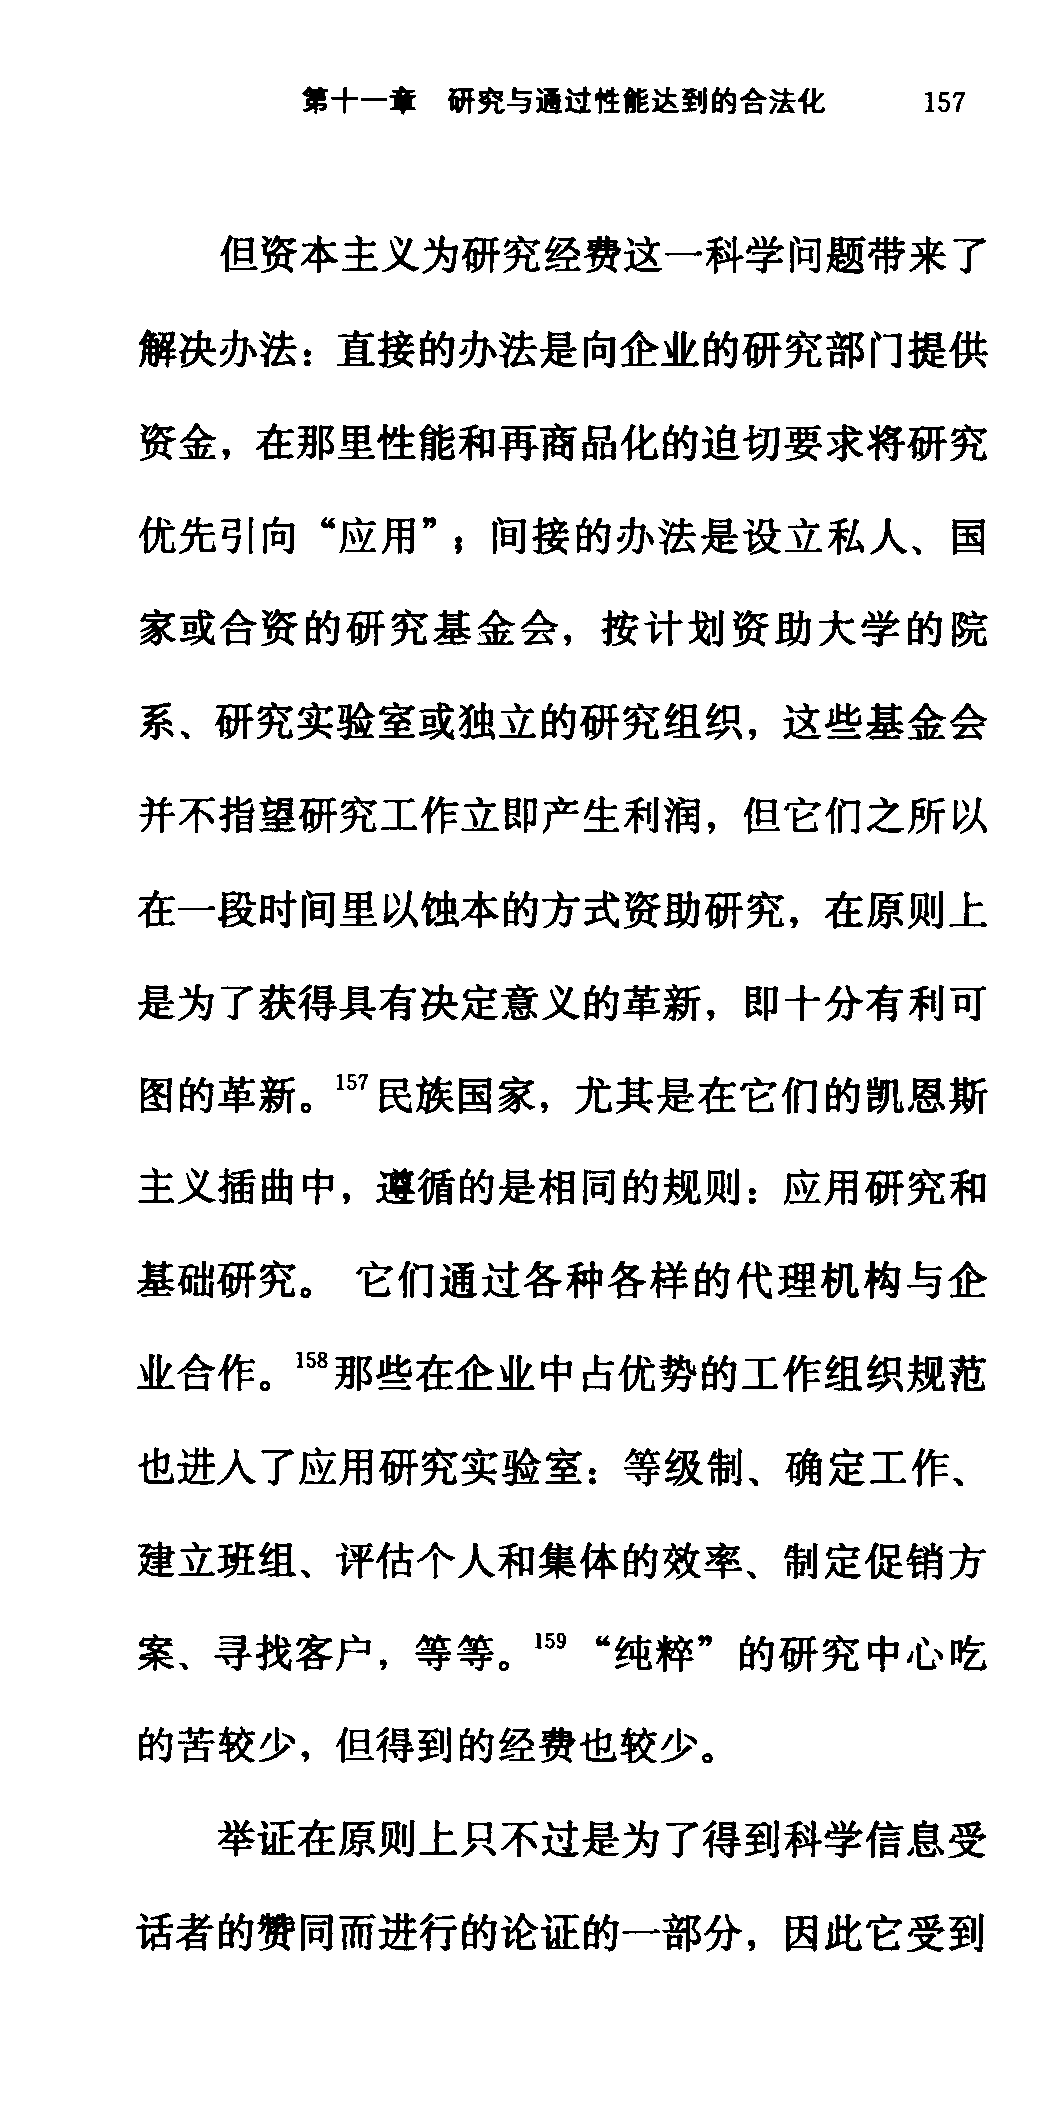 第十一章 研究与通过性能达到的合法化 157
但资本主义为研究经费这一科学问题带来了
解决办法：直接的办法是向企业的研究部门提供
资金，在那里性能和再商品化的迫切要求将研究
优先引向“应用”；间接的办法是设立私人、国
家或合资的研究基金会，按计划资助大学的院
系、研究实验室或独立的研究组织，这些基金会
并不指望研究工作立即产生利润，但它们之所以
在一段时间里以蚀本的方式资助研究，在原则上
是为了获得具有决定意义的革新，即十分有利可
图的革新。157民族国家，尤其是在它们的凯恩斯
主义插曲中，遵循的是相同的规则：应用研究和
基础研究。 它们通过各种各样的代理机构与企
业合作。158那些在企业中占优势的工作组织规范
也进入了应用研究实验室：等级制、确定工作、
建立班组、评估个人和集体的效率、制定促销方
案、寻找客户，等等。159 “纯粹”的研究中心吃
的苦较少，但得到的经费也较少。
举证在原则上只不过是为了得到科学信息受
话者的赞同而进行的论证的一部分，因此它受到